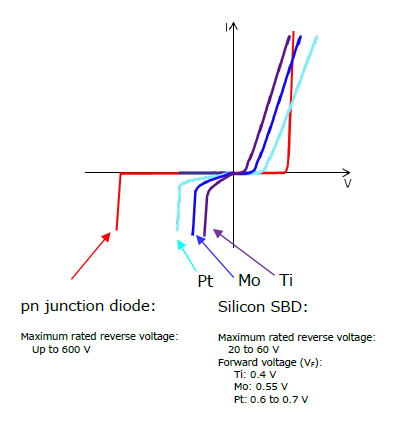 I
V
Pt
Mo
Ti
pn junction diode:
Maximum rated reverse voltage:
Up to 600 V
Silicon SBD:
Maximum rated reverse voltage:
20 to 60 V
Forward voltage (VF):
Ti: 0.4 V
Mo: 0.55 V
Pt: 0.6 to 0.7 V